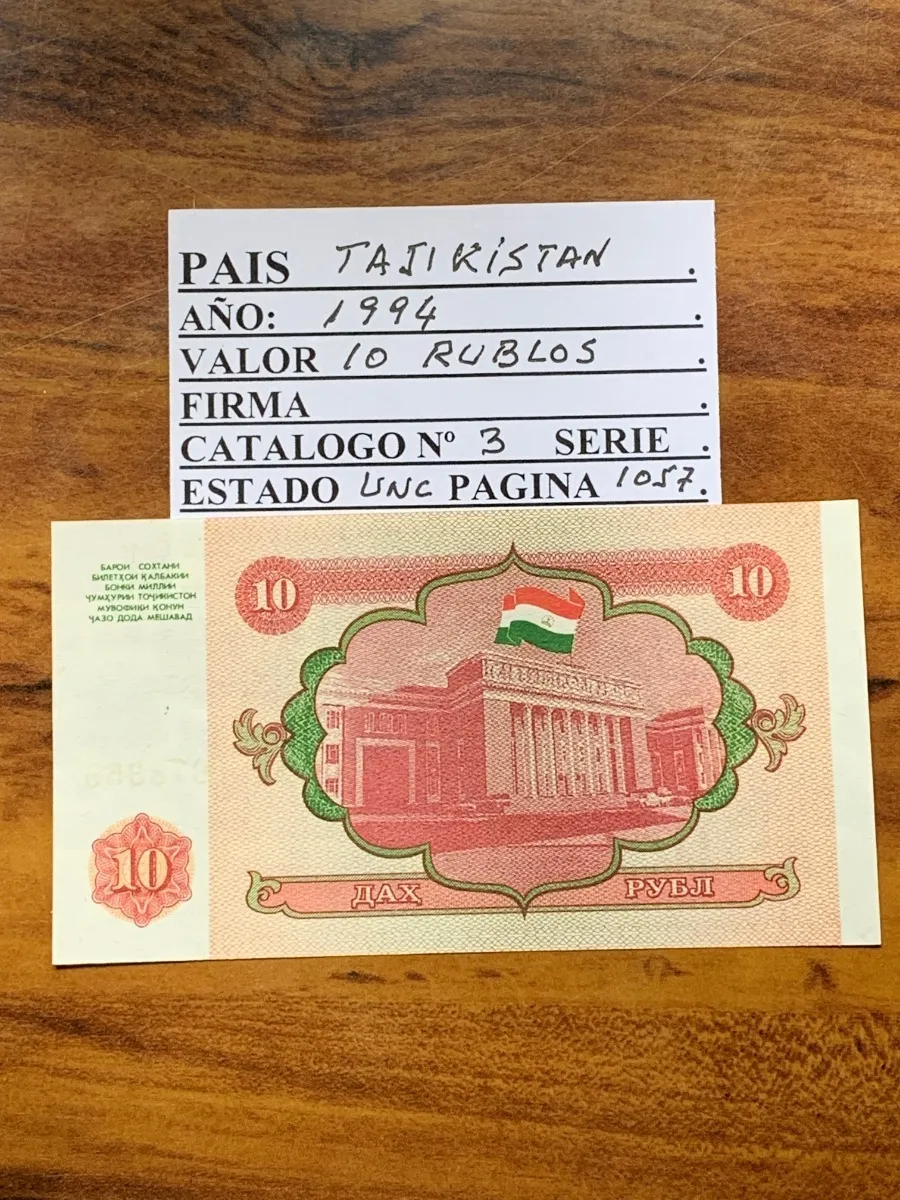 PAIS TAJIKISTAN .
AÑO: 1994 .
VALOR 10 RUBLOS .
FIRMA .
CATALOGO Nº 3 SERIE .
ESTADO UNC PAGINA 1057.
БАРОИ СОХТАНИ
БИЛЕТҲОИ ҚАЛБАКИИ
БОНКИ МИЛЛИИ
ҶУМҲУРИИ ТОҶИКИСТОН
МУВОФИҚИ ҚОНУН
ҶАЗО ДОДА МЕШАВАД
10 10
10
ДАҲ РУБЛ